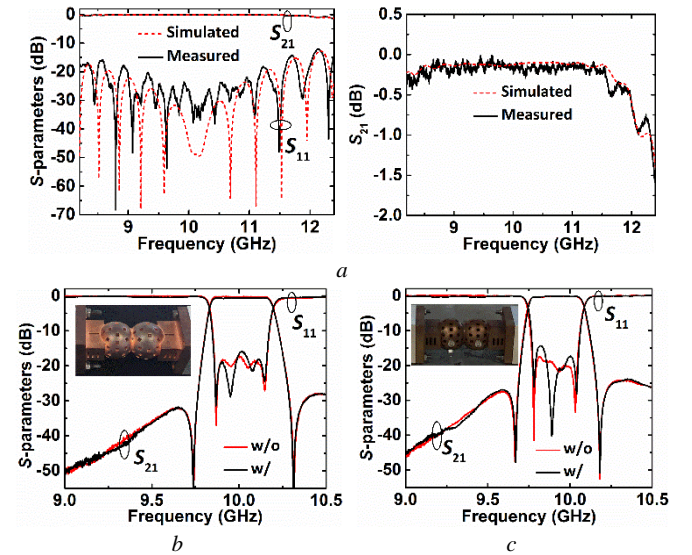 0
-10
-20
-30
-40
-50
-60
-70
S-parameters (dB)
Simulated
Measured
S21
S11
9 10 11 12
Frequency (GHz)
0.5
0.0
-0.5
-1.0
-1.5
-2.0
S21 (dB)
Simulated
Measured
9 10 11 12
Frequency (GHz)
a
0
-10
-20
-30
-40
-50
S-parameters (dB)
S11
S21
w/o
w/
9.0 9.5 10.0 10.5
Frequency (GHz)
b
0
-10
-20
-30
-40
-50
S-parameters (dB)
S11
S21
w/o
w/
9.0 9.5 10.0 10.5
Frequency (GHz)
c